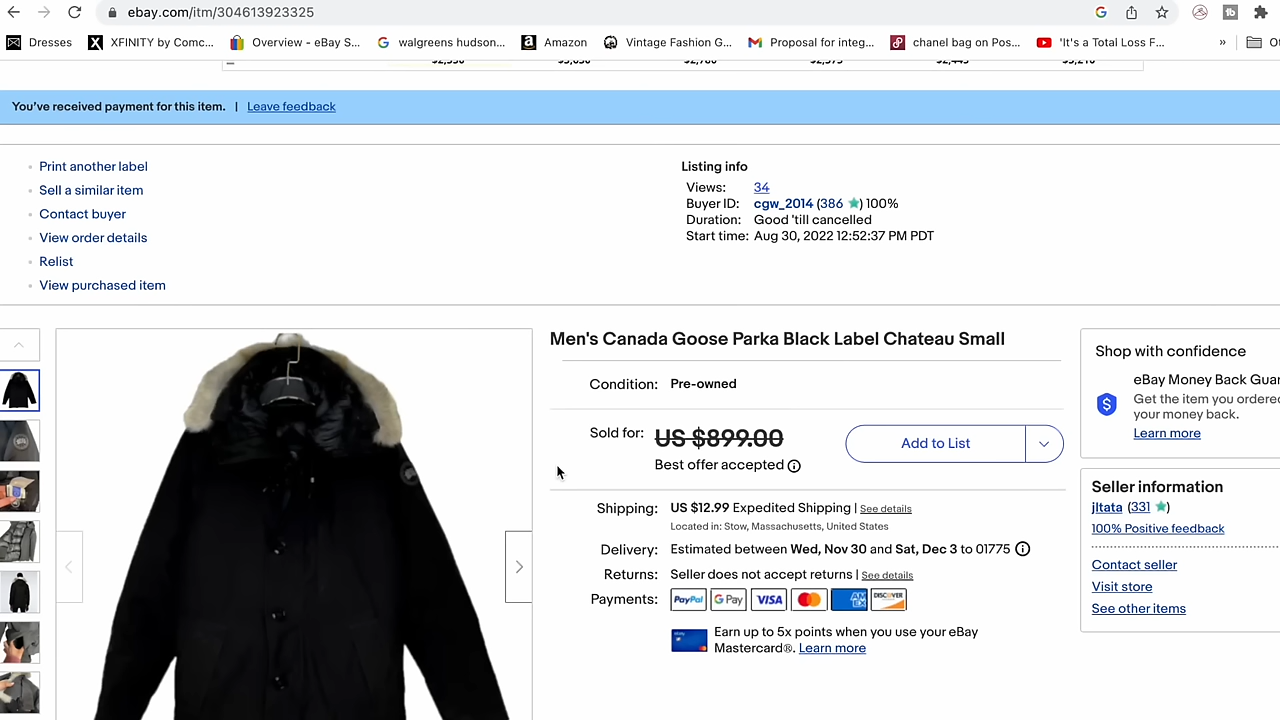 ebay.com/itm/304613923325
Dresses XFINITY by Comc... Overview - eBay S... walgreens hudson... Amazon Vintage Fashion G... Proposal for integ... chanel bag on Pos... 'It's a Total Loss F... »
You've received payment for this item. | Leave feedback
Print another label
Sell a similar item
Contact buyer
View order details
Relist
View purchased item
Listing info
Views: 34
Buyer ID: cgw_2014 (386 ) 100%
Duration: Good 'till cancelled
Start time: Aug 30, 2022 12:52:37 PM PDT
Men's Canada Goose Parka Black Label Chateau Small
Condition: Pre-owned
Sold for: US $899.00
Best offer accepted
Add to List
Shipping: US $12.99 Expedited Shipping | See details
Located in: Stow, Massachusetts, United States
Delivery: Estimated between Wed, Nov 30 and Sat, Dec 3 to 01775
Returns: Seller does not accept returns | See details
Payments: PayPal G Pay VISA AMEX DISCOVER
Earn up to 5x points when you use your eBay
Mastercard®. Learn more
Shop with confidence
eBay Money Back
Get the item you ordered
your money back.
Learn more
Seller information
jltata (331 )
100% Positive feedback
Contact seller
Visit store
See other items